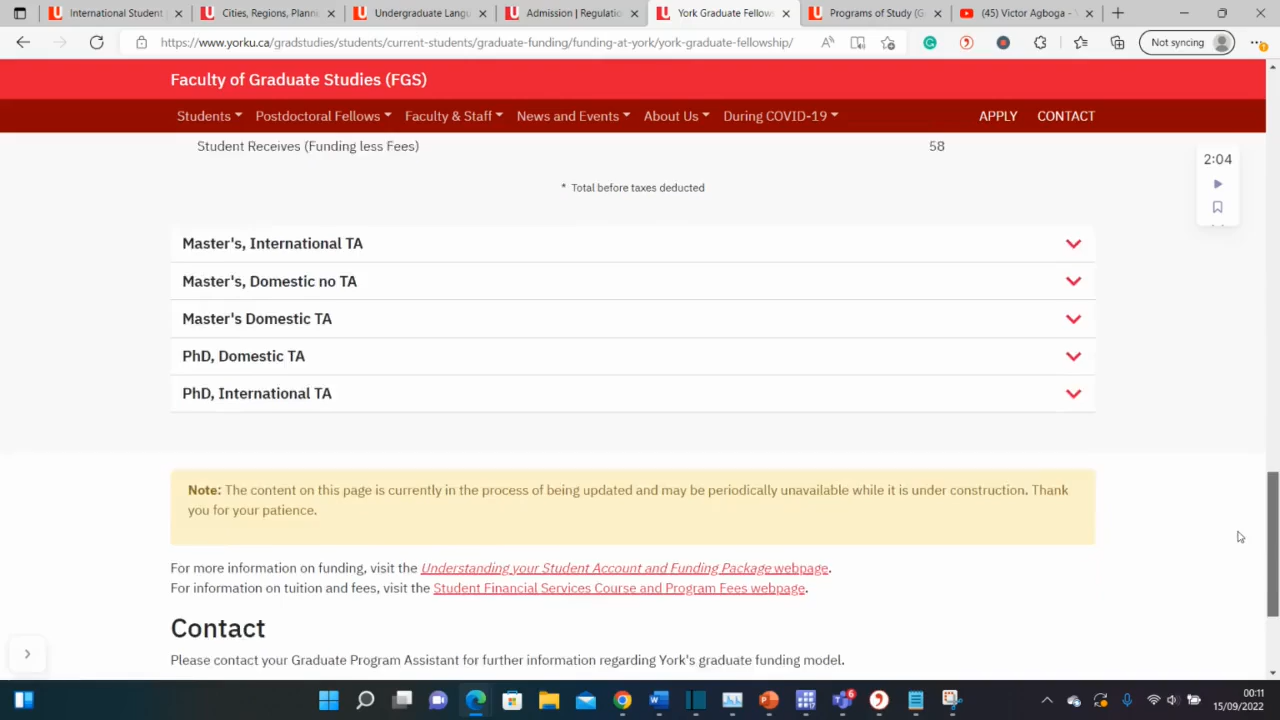 International Student
Cities, Regions, Planne
Undergraduate Langu
Admission | Regulatio
York Graduate Fellows
Programs of Study (G
(45) Victor Agboga - V
https://www.yorku.ca/gradstudies/students/current-students/graduate-funding/funding-at-york/york-graduate-fellowship/
Not syncing
Faculty of Graduate Studies (FGS)
Students
Postdoctoral Fellows
Faculty & Staff
News and Events
About Us
During COVID-19
APPLY
CONTACT
Student Receives (Funding less Fees) 58
* Total before taxes deducted
2:04
Master's, International TA
Master's, Domestic no TA
Master's Domestic TA
PhD, Domestic TA
PhD, International TA
Note: The content on this page is currently in the process of being updated and may be periodically unavailable while it is under construction. Thank
you for your patience.
For more information on funding, visit the Understanding your Student Account and Funding Package webpage.
For information on tuition and fees, visit the Student Financial Services Course and Program Fees webpage.
Contact
Please contact your Graduate Program Assistant for further information regarding York's graduate funding model.
6
00:11
15/09/2022